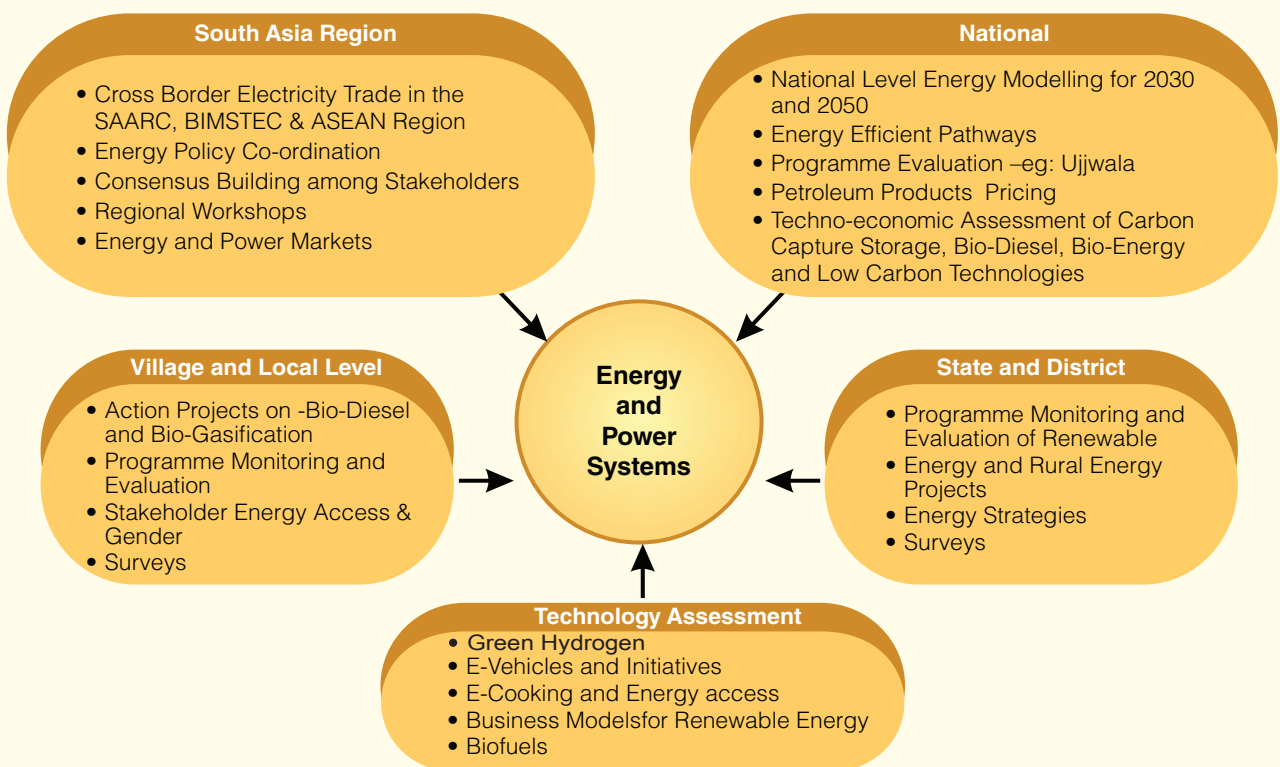 South Asia Region
• Cross Border Electricity Trade in the
SAARC, BIMSTEC & ASEAN Region
• Energy Policy Co-ordination
• Consensus Building among Stakeholders
• Regional Workshops
• Energy and Power Markets
National
• National Level Energy Modelling for 2030
and 2050
• Energy Efficient Pathways
• Programme Evaluation –eg: Ujjwala
• Petroleum Products Pricing
• Techno-economic Assessment of Carbon
Capture Storage, Bio-Diesel, Bio-Energy
and Low Carbon Technologies
Village and Local Level
• Action Projects on -Bio-Diesel
and Bio-Gasification
• Programme Monitoring and
Evaluation
• Stakeholder Energy Access &
Gender
• Surveys
Energy
and
Power
Systems
State and District
• Programme Monitoring and
Evaluation of Renewable
• Energy and Rural Energy
Projects
• Energy Strategies
• Surveys
Technology Assessment
• Green Hydrogen
• E-Vehicles and Initiatives
• E-Cooking and Energy access
• Business Modelsfor Renewable Energy
• Biofuels